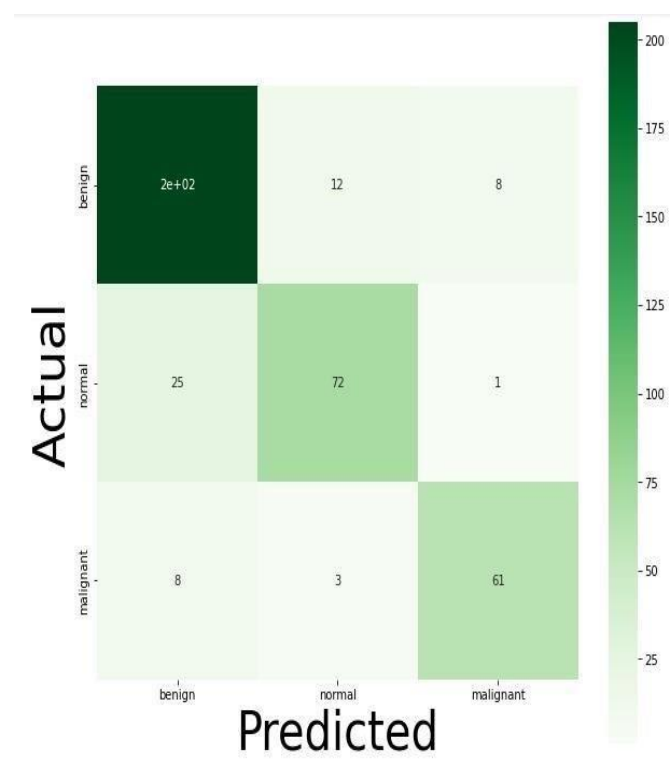 200
175
150
125
100
75
50
25
Actual
benign
2e+02 12 8
normal
25 72 1
malignant
8 3 61
benign normal malignant
Predicted